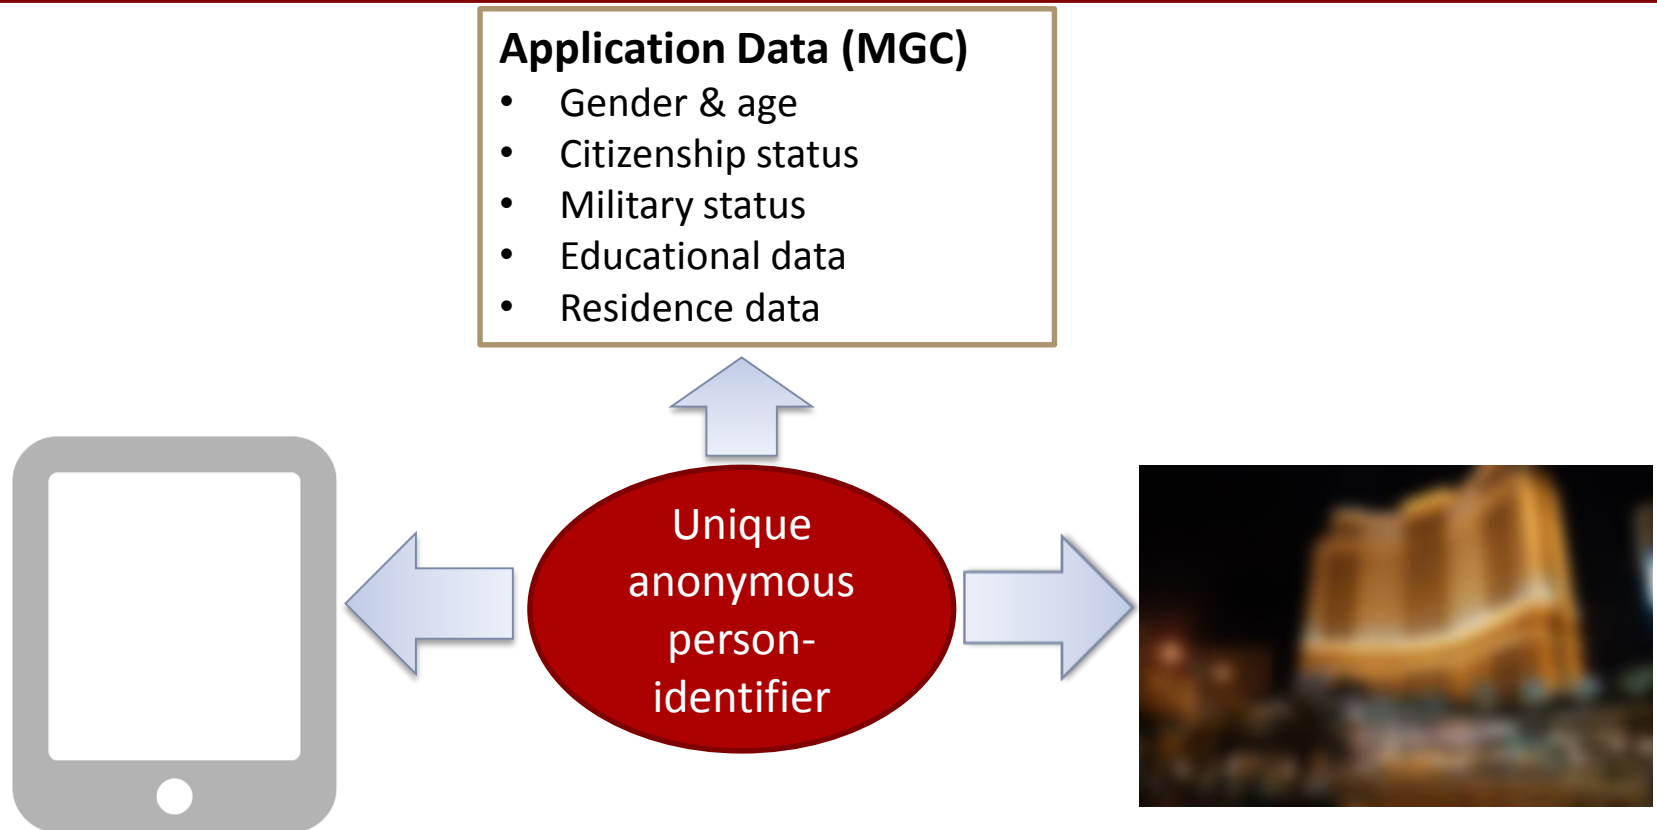 Application Data (MGC)
• Gender & age
• Citizenship status
• Military status
• Educational data
• Residence data
Unique
anonymous
person-
identifier